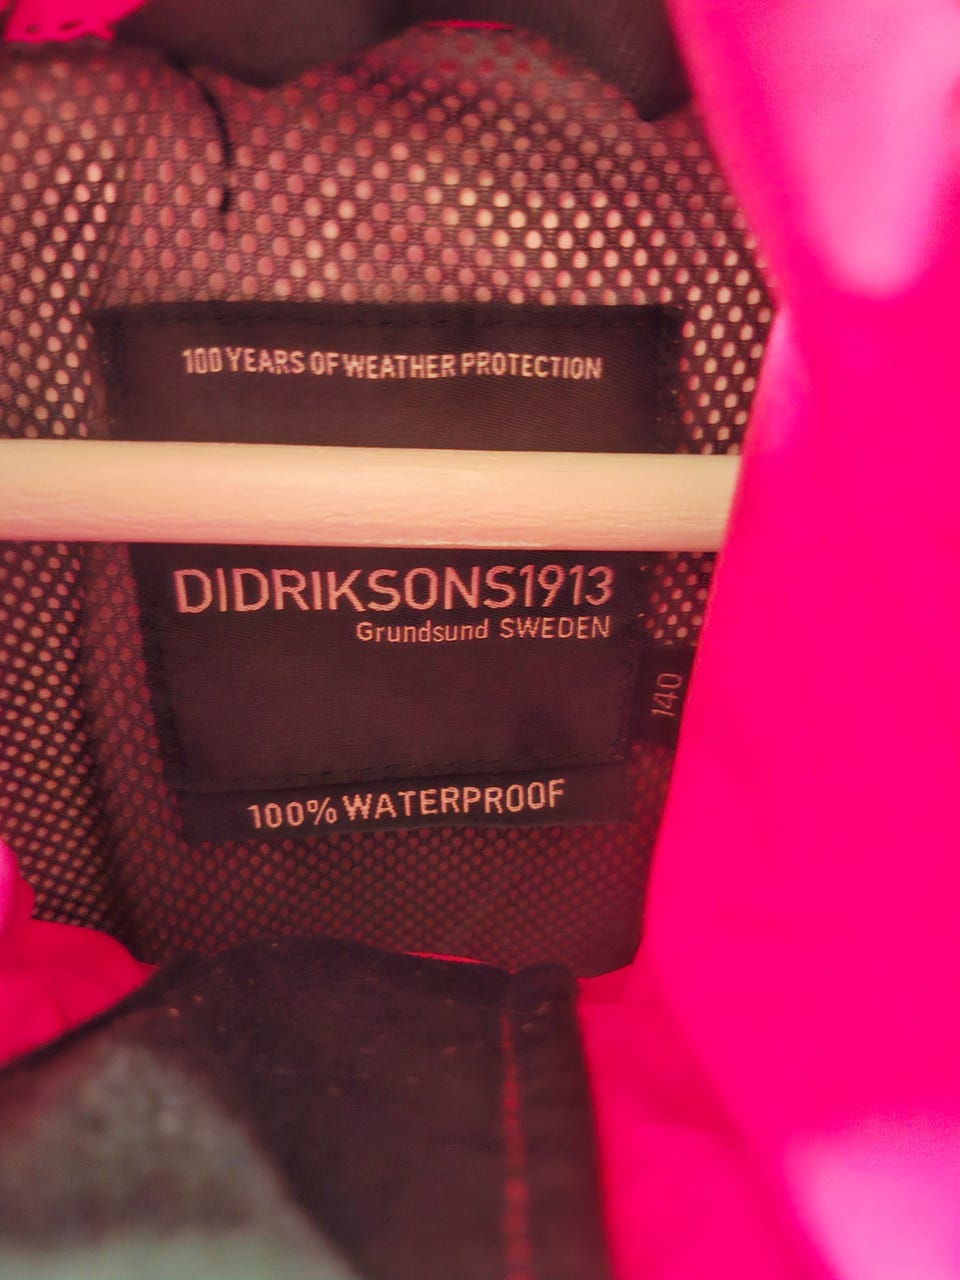 100 YEARS OF WEATHER PROTECTION
DIDRIKSONS1913
Grundsund SWEDEN
140
100% WATERPROOF